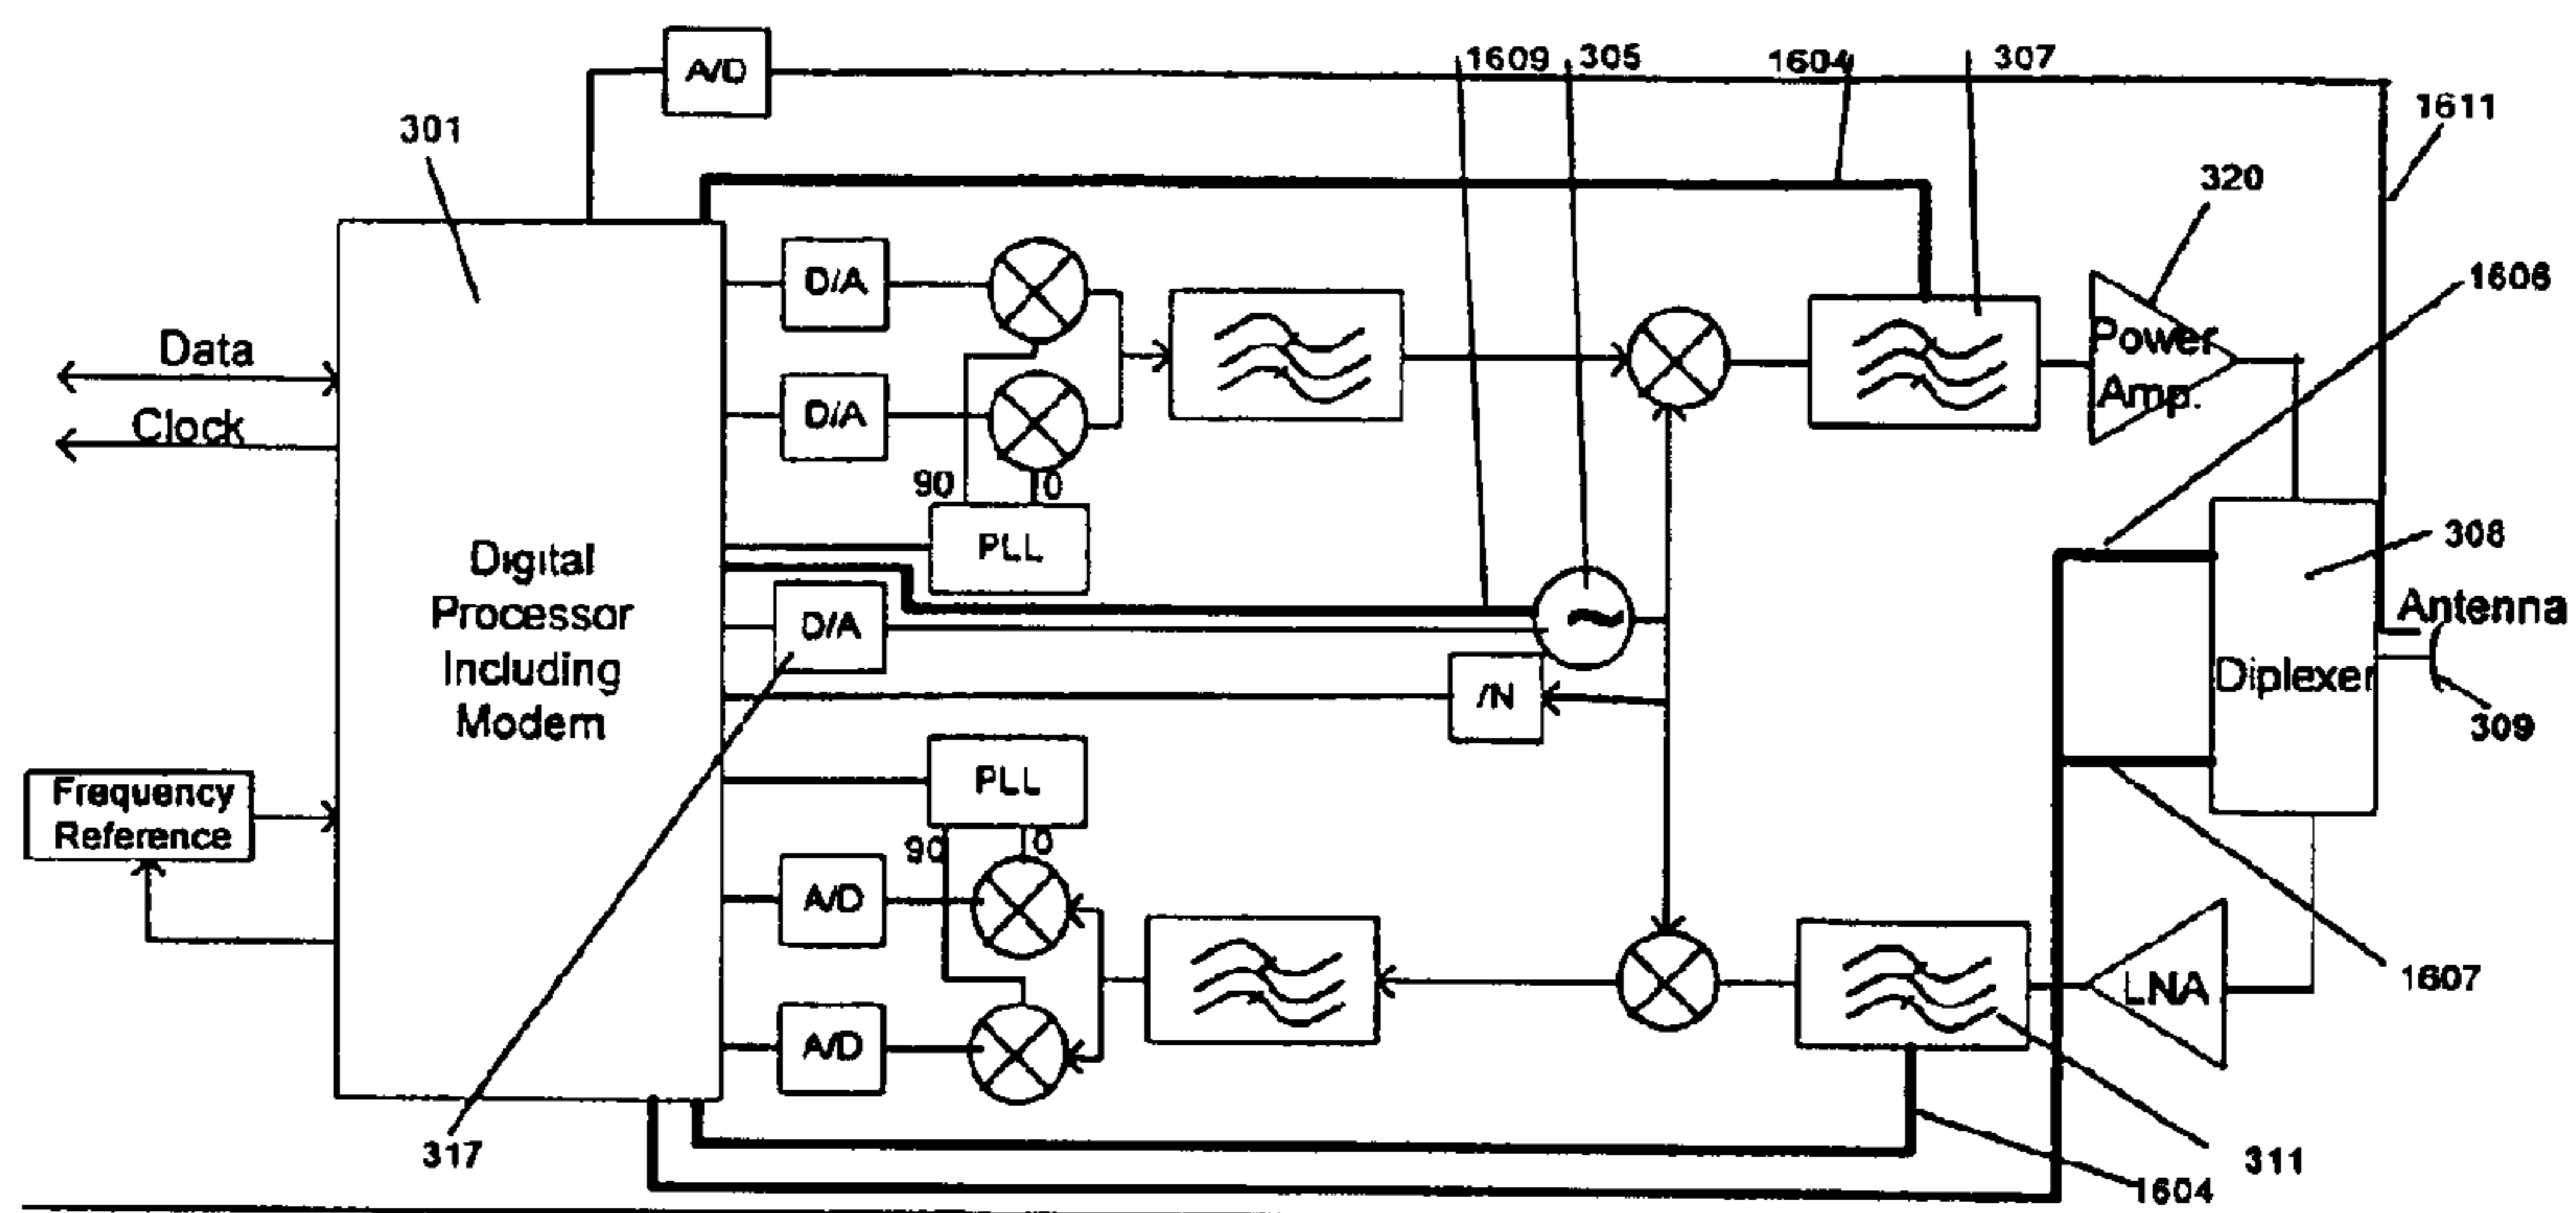 A/D
1609
305
1604
307
1611
301
320
D/A
1606
Data
Power
Amp.
D/A
Clock
90
0
308
Digital
Processor
Including
Modem
PLL
Antenna
D/A
Diplexer
/N
309
PLL
Frequency
Reference
90
0
A/D
LNA
1607
A/D
317
311
1604